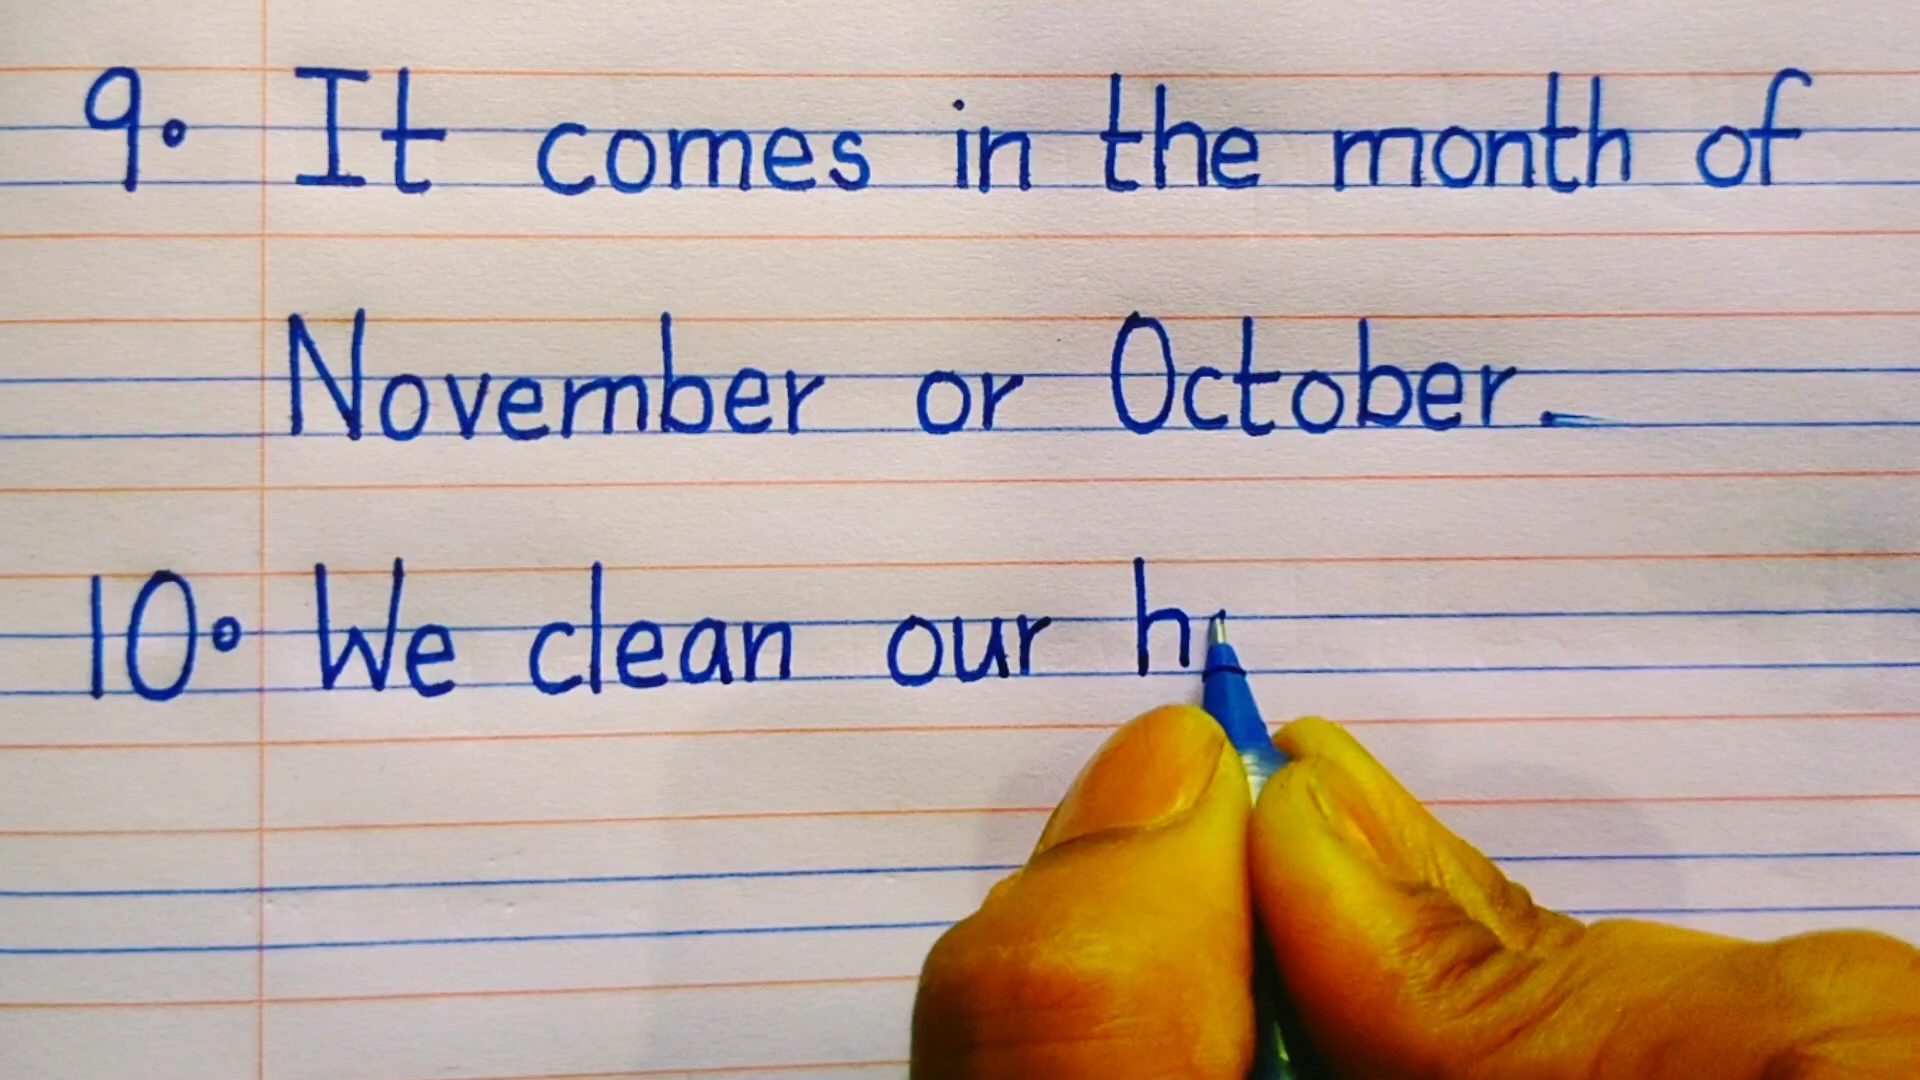 9. It comes in the month of
November or October.
10. We clean our h